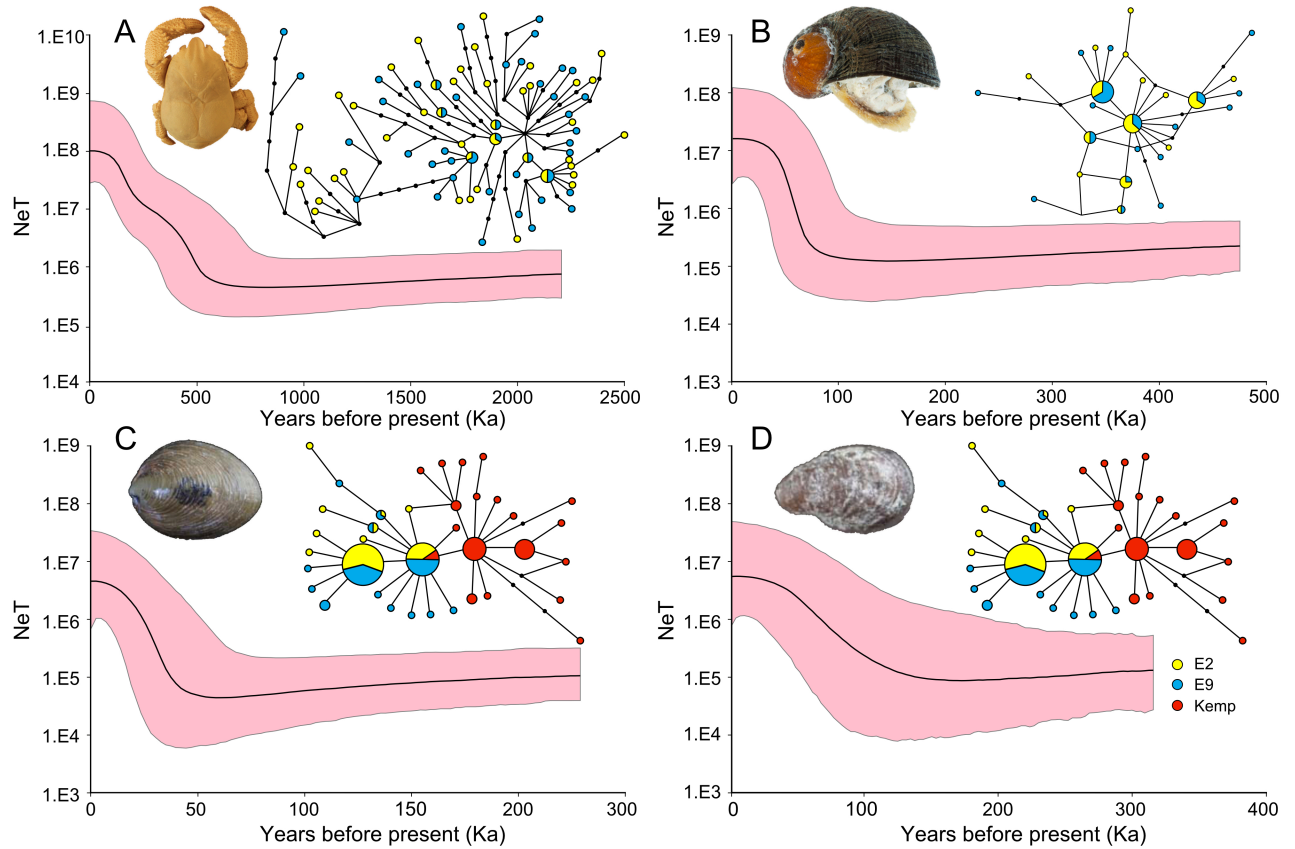 A
1.E10
1.E9
1.E8
1.E7
1.E6
1.E5
1.E4
NeT
0 500 1000 1500 2000 2500
Years before present (Ka)
B
1.E9
1.E8
1.E7
1.E6
1.E5
1.E4
1.E3
NeT
0 100 200 300 400 500
Years before present (Ka)
C
1.E9
1.E8
1.E7
1.E6
1.E5
1.E4
1.E3
NeT
0 50 100 150 200 300
Years before present (Ka)
D
1.E9
1.E8
1.E7
1.E6
1.E5
1.E4
1.E3
NeT
E2
E9
Kemp
0 100 200 300 400
Years before present (Ka)